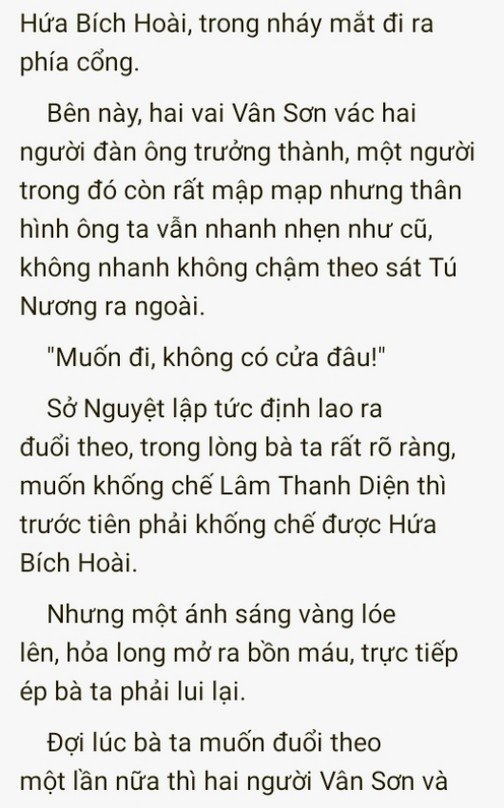 Hứa Bích Hoài, trong nháy mắt đi ra
phía cổng.
Bên này, hai vai Vân Sơn vác hai
người đàn ông trưởng thành, một người
trong đó còn rất mập mạp nhưng thân
hình ông ta vẫn nhanh nhẹn như cũ,
không nhanh không chậm theo sát Tú
Nương ra ngoài.
"Muốn đi, không có cửa đâu!"
Sở Nguyệt lập tức định lao ra
đuổi theo, trong lòng bà ta rất rõ ràng,
muốn khống chế Lâm Thanh Diện thì
trước tiên phải khống chế được Hứa
Bích Hoài.
Nhưng một ánh sáng vàng lóe
lên, hỏa long mở ra bồn máu, trực tiếp
ép bà ta phải lui lại.
Đợi lúc bà ta muốn đuổi theo
một lần nữa thì hai người Vân Sơn và